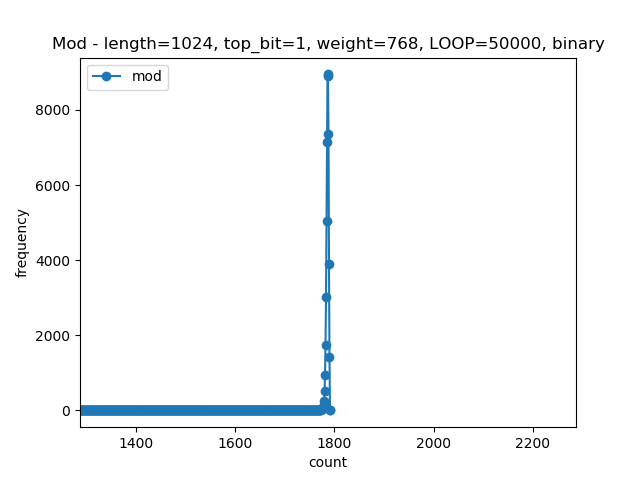 Mod - length=1024, top_bit=1, weight=768, LOOP=50000, binary
mod
8000
6000
4000
2000
0
frequency
1400 1600 1800 2000 2200
count